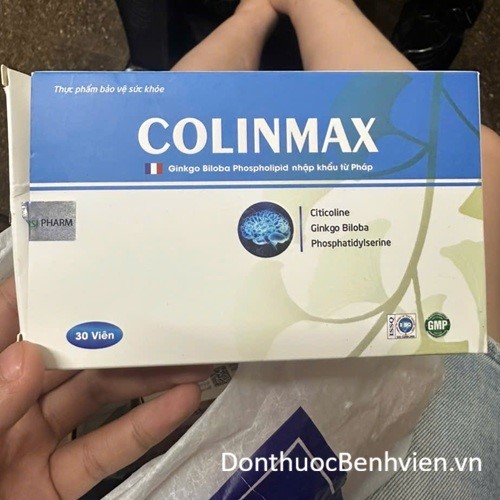 Thực phẩm bảo vệ sức khỏe
COLINMAX
Ginkgo Biloba Phospholipid nhập khẩu từ Pháp
PHARM
Citicoline
Ginkgo Biloba
Phosphatidylserine
30 Viên
ISSQ
GMP
DonthuocBenhvien.vn